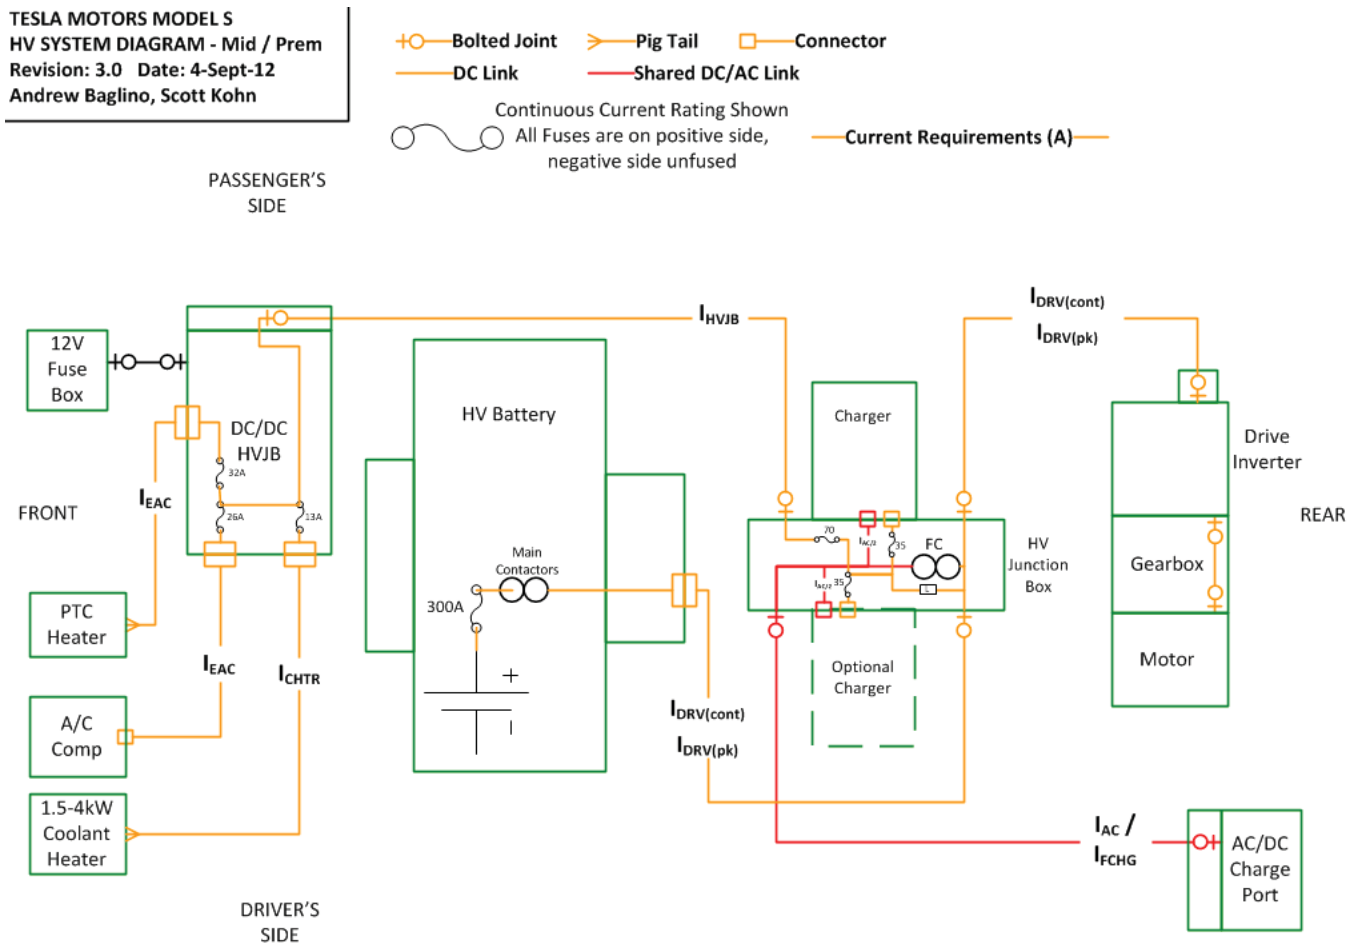 TESLA MOTORS MODEL S
HV SYSTEM DIAGRAM - Mid / Prem
Revision: 3.0 Date: 4-Sept-12
Andrew Baglino, Scott Kohn
Bolted Joint
Pig Tail
Connector
DC Link
Shared DC/AC Link
Continuous Current Rating Shown
All Fuses are on positive side,
negative side unfused
Current Requirements (A)
PASSENGER'S
SIDE
12V
Fuse
Box
DC/DC
HVJB
32A
26A
13A
IEAC
FRONT
PTC
Heater
IEAC
ICHTR
A/C
Comp
1.5-4kW
Coolant
Heater
DRIVER'S
SIDE
HV Battery
Main
Contactors
300A
+
IHVJB
IDRV(cont)
IDRV(pk)
IDRV(cont)
IDRV(pk)
Charger
70
IAC/2
35
FC
IAC/2
35
HV
Junction
Box
Optional
Charger
Drive
Inverter
Gearbox
Motor
REAR
IAC /
IFCHG
AC/DC
Charge
Port